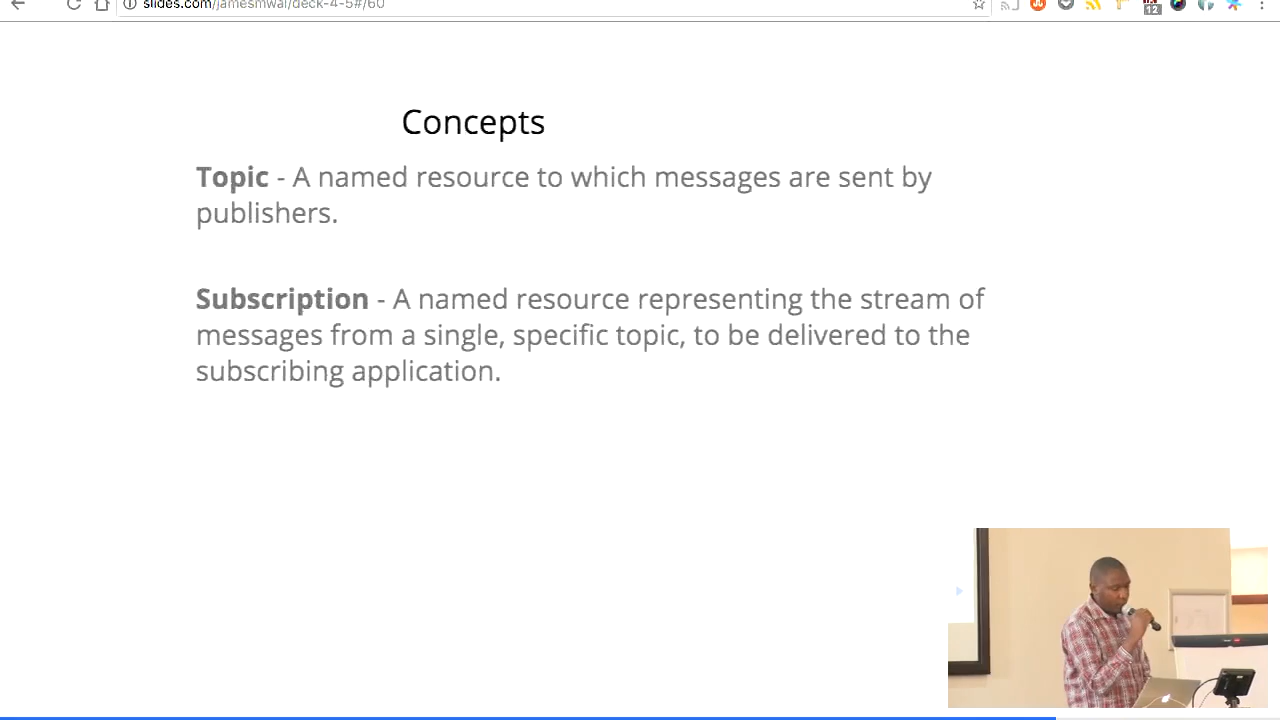 slides.com/jamesmwai/deck-4-5#/60
12
Concepts
Topic - A named resource to which messages are sent by
publishers.
Subscription - A named resource representing the stream of
messages from a single, specific topic, to be delivered to the
subscribing application.